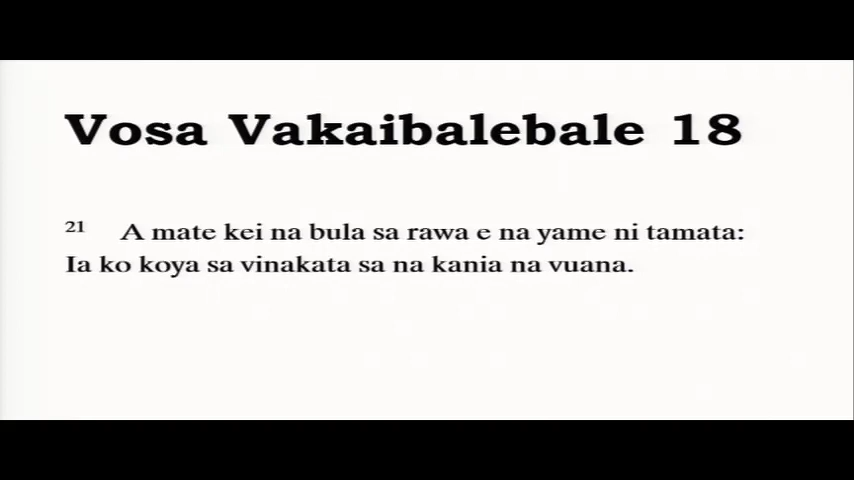 Vosa Vakaibalebale 18
21 A mate kei na bula sa rawa e na yame ni tamata:
Ia ko koya sa vinakata sa na kania na vuana.